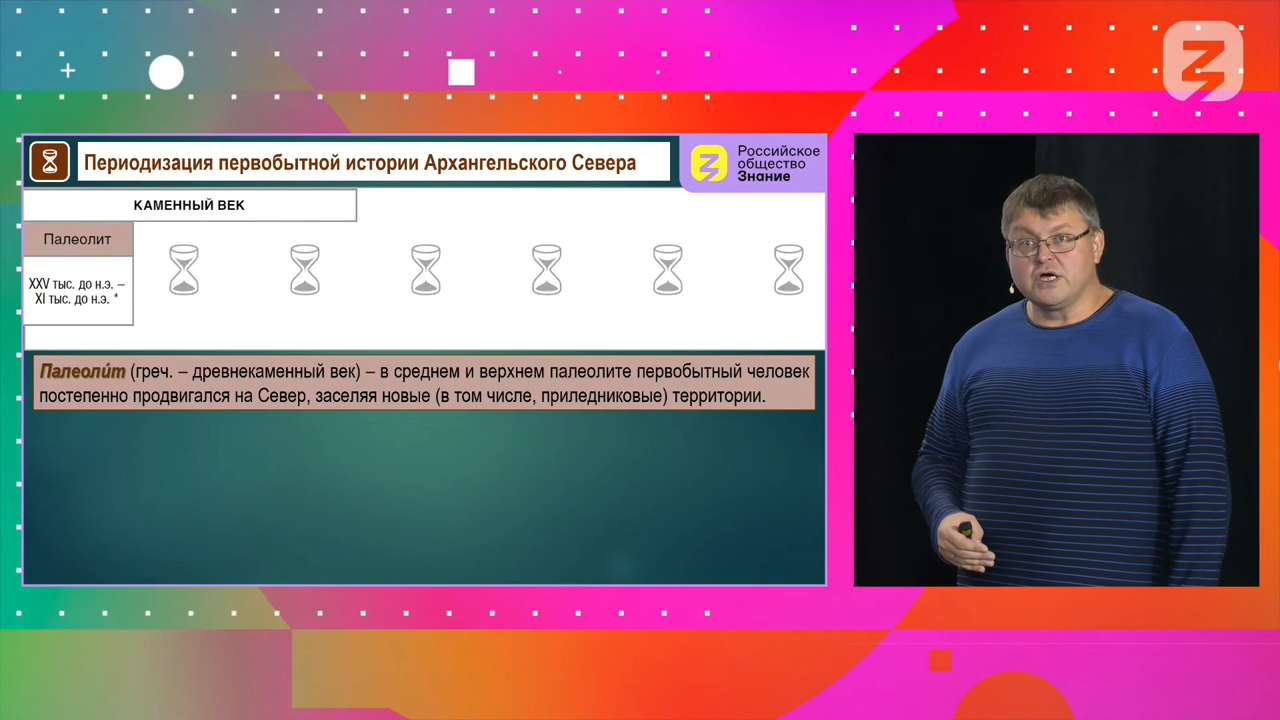 Периодизация первобытной истории Архангельского Севера
Российское
общество
Знание
КАМЕННЫЙ ВЕК
Палеолит
XXV тыс. до н.э. –
XI тыс. до н.э. *
Палеоли́т (греч. – древнекаменный век) – в среднем и верхнем палеолите первобытный человек
постепенно продвигался на Север, заселяя новые (в том числе, приледниковые) территории.